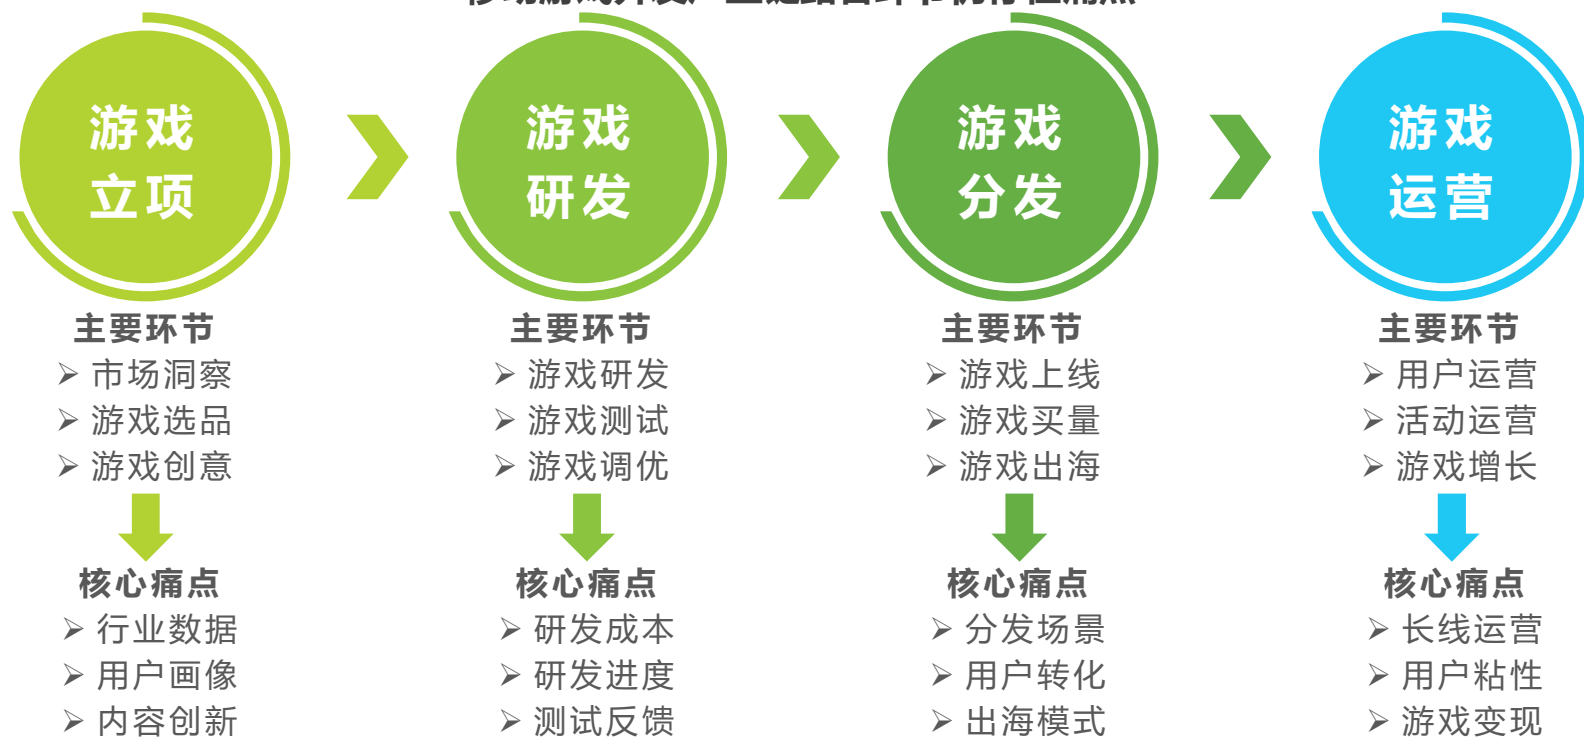 游戏
立项
主要环节
市场洞察
游戏选品
游戏创意
核心痛点
行业数据
用户画像
内容创新
游戏
研发
主要环节
游戏研发
游戏测试
游戏调优
核心痛点
研发成本
研发进度
测试反馈
游戏
分发
主要环节
游戏上线
游戏买量
游戏出海
核心痛点
分发场景
用户转化
出海模式
游戏
运营
主要环节
用户运营
活动运营
游戏增长
核心痛点
长线运营
用户粘性
游戏变现